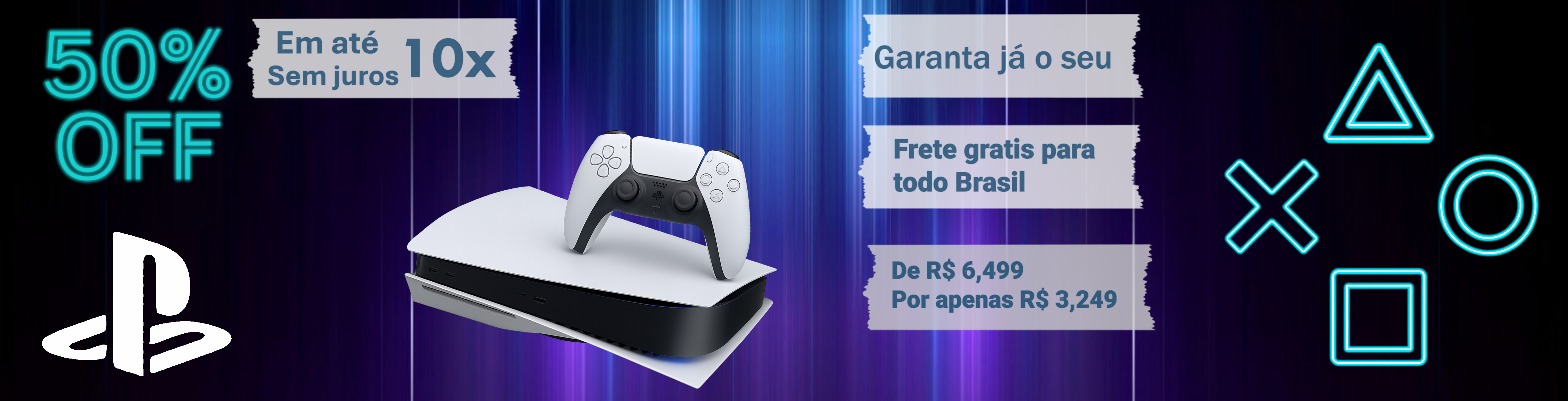 50%
OFF
Em até
Sem juros
10x
Garanta já o seu
Frete gratis para
todo Brasil
De R$ 6,499
Por apenas R$ 3,249